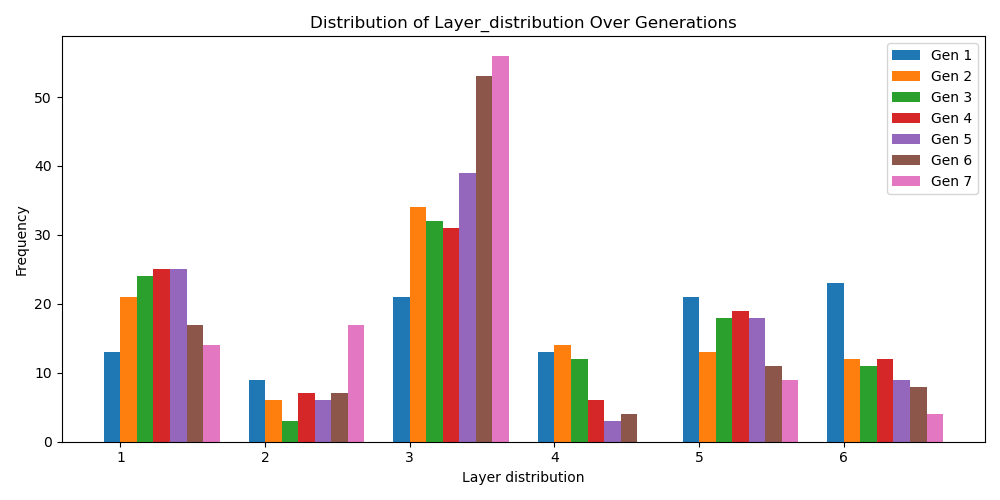 Distribution of Layer_distribution Over Generations
Frequency
50
40
30
20
10
0
1 2 3 4 5 6
Layer distribution
Gen 1
Gen 2
Gen 3
Gen 4
Gen 5
Gen 6
Gen 7